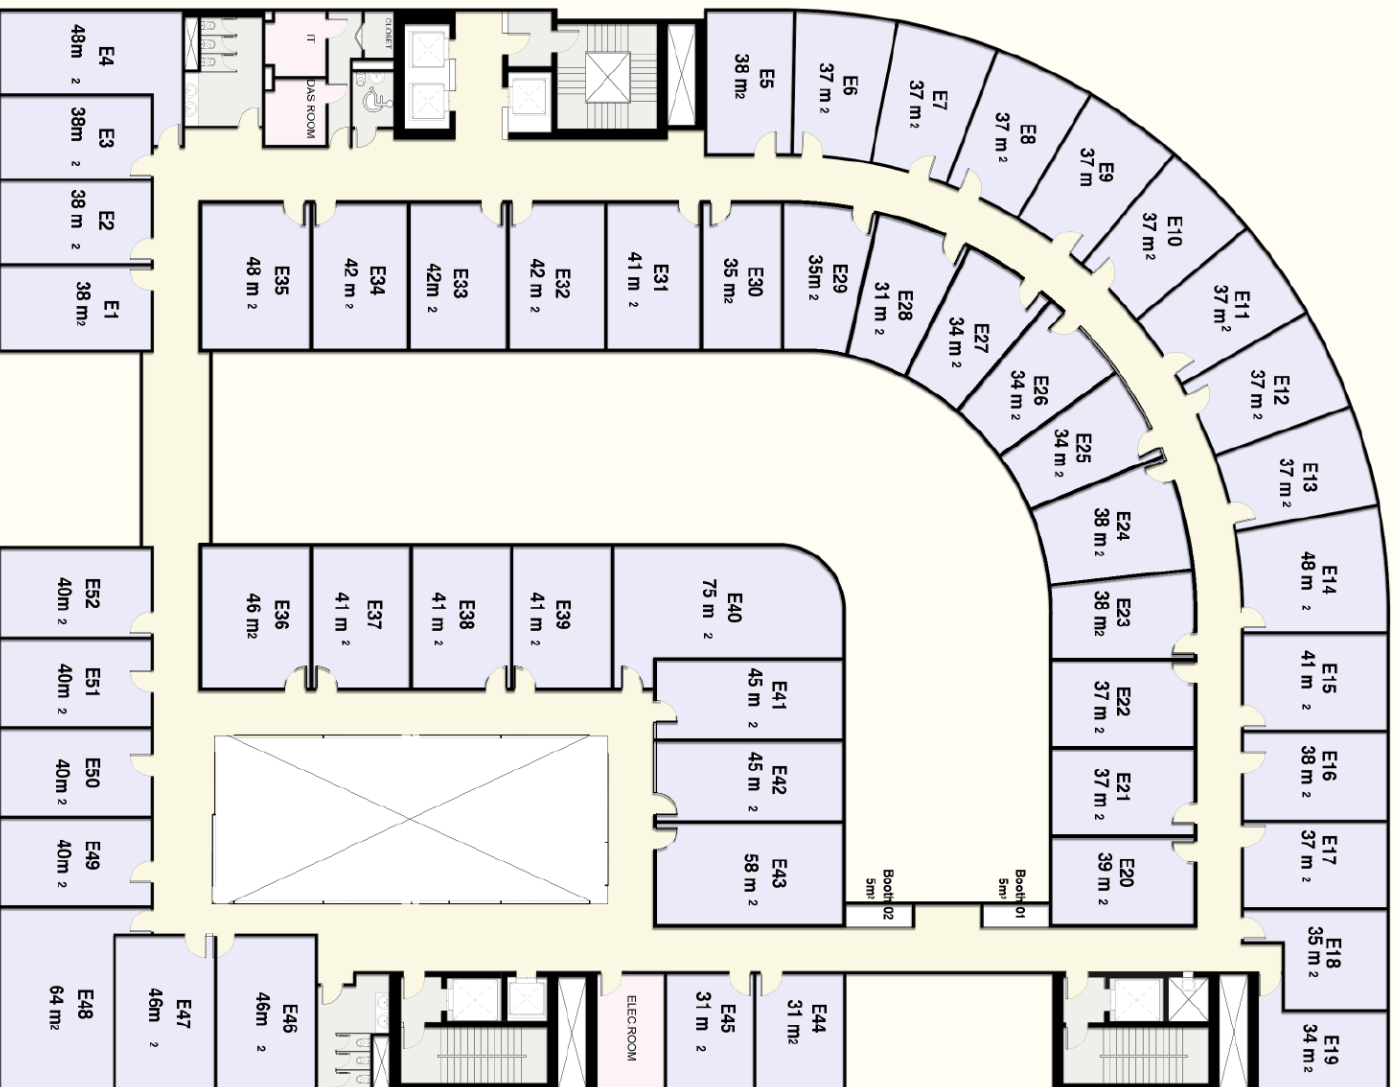 E4
48m 2
E3
38m 2
E2
38 m 2
E1
38 m2
IT
DAS ROOM
CLOSET
E5
38 m2
E6
37 m 2
E7
37 m 2
E8
37 m 2
E9
37 m
E10
37 m 2
E11
37 m 2
E12
37 m 2
E13
37 m 2
E14
48 m 2
E15
41 m 2
E16
38 m 2
E17
37 m 2
E18
35 m 2
E19
34 m 2
E35
48 m 2
E34
42 m 2
E33
42m 2
E32
42 m 2
E31
41 m 2
E30
35 m2
E29
35m 2
E28
31 m 2
E27
34 m 2
E26
34 m 2
E25
34 m 2
E24
38 m 2
E23
38 m2
E22
37 m 2
E21
37 m 2
E20
39 m 2
E36
46 m2
E37
41 m 2
E38
41 m 2
E39
41 m 2
E40
75 m 2
E41
45 m 2
E42
45 m 2
E43
58 m 2
Booth 02
5m²
Booth 01
5m²
E52
40m 2
E51
40m 2
E50
40m 2
E49
40m 2
E48
64 m2
E47
46m 2
E46
46m 2
ELEC ROOM
E45
31 m 2
E44
31 m2